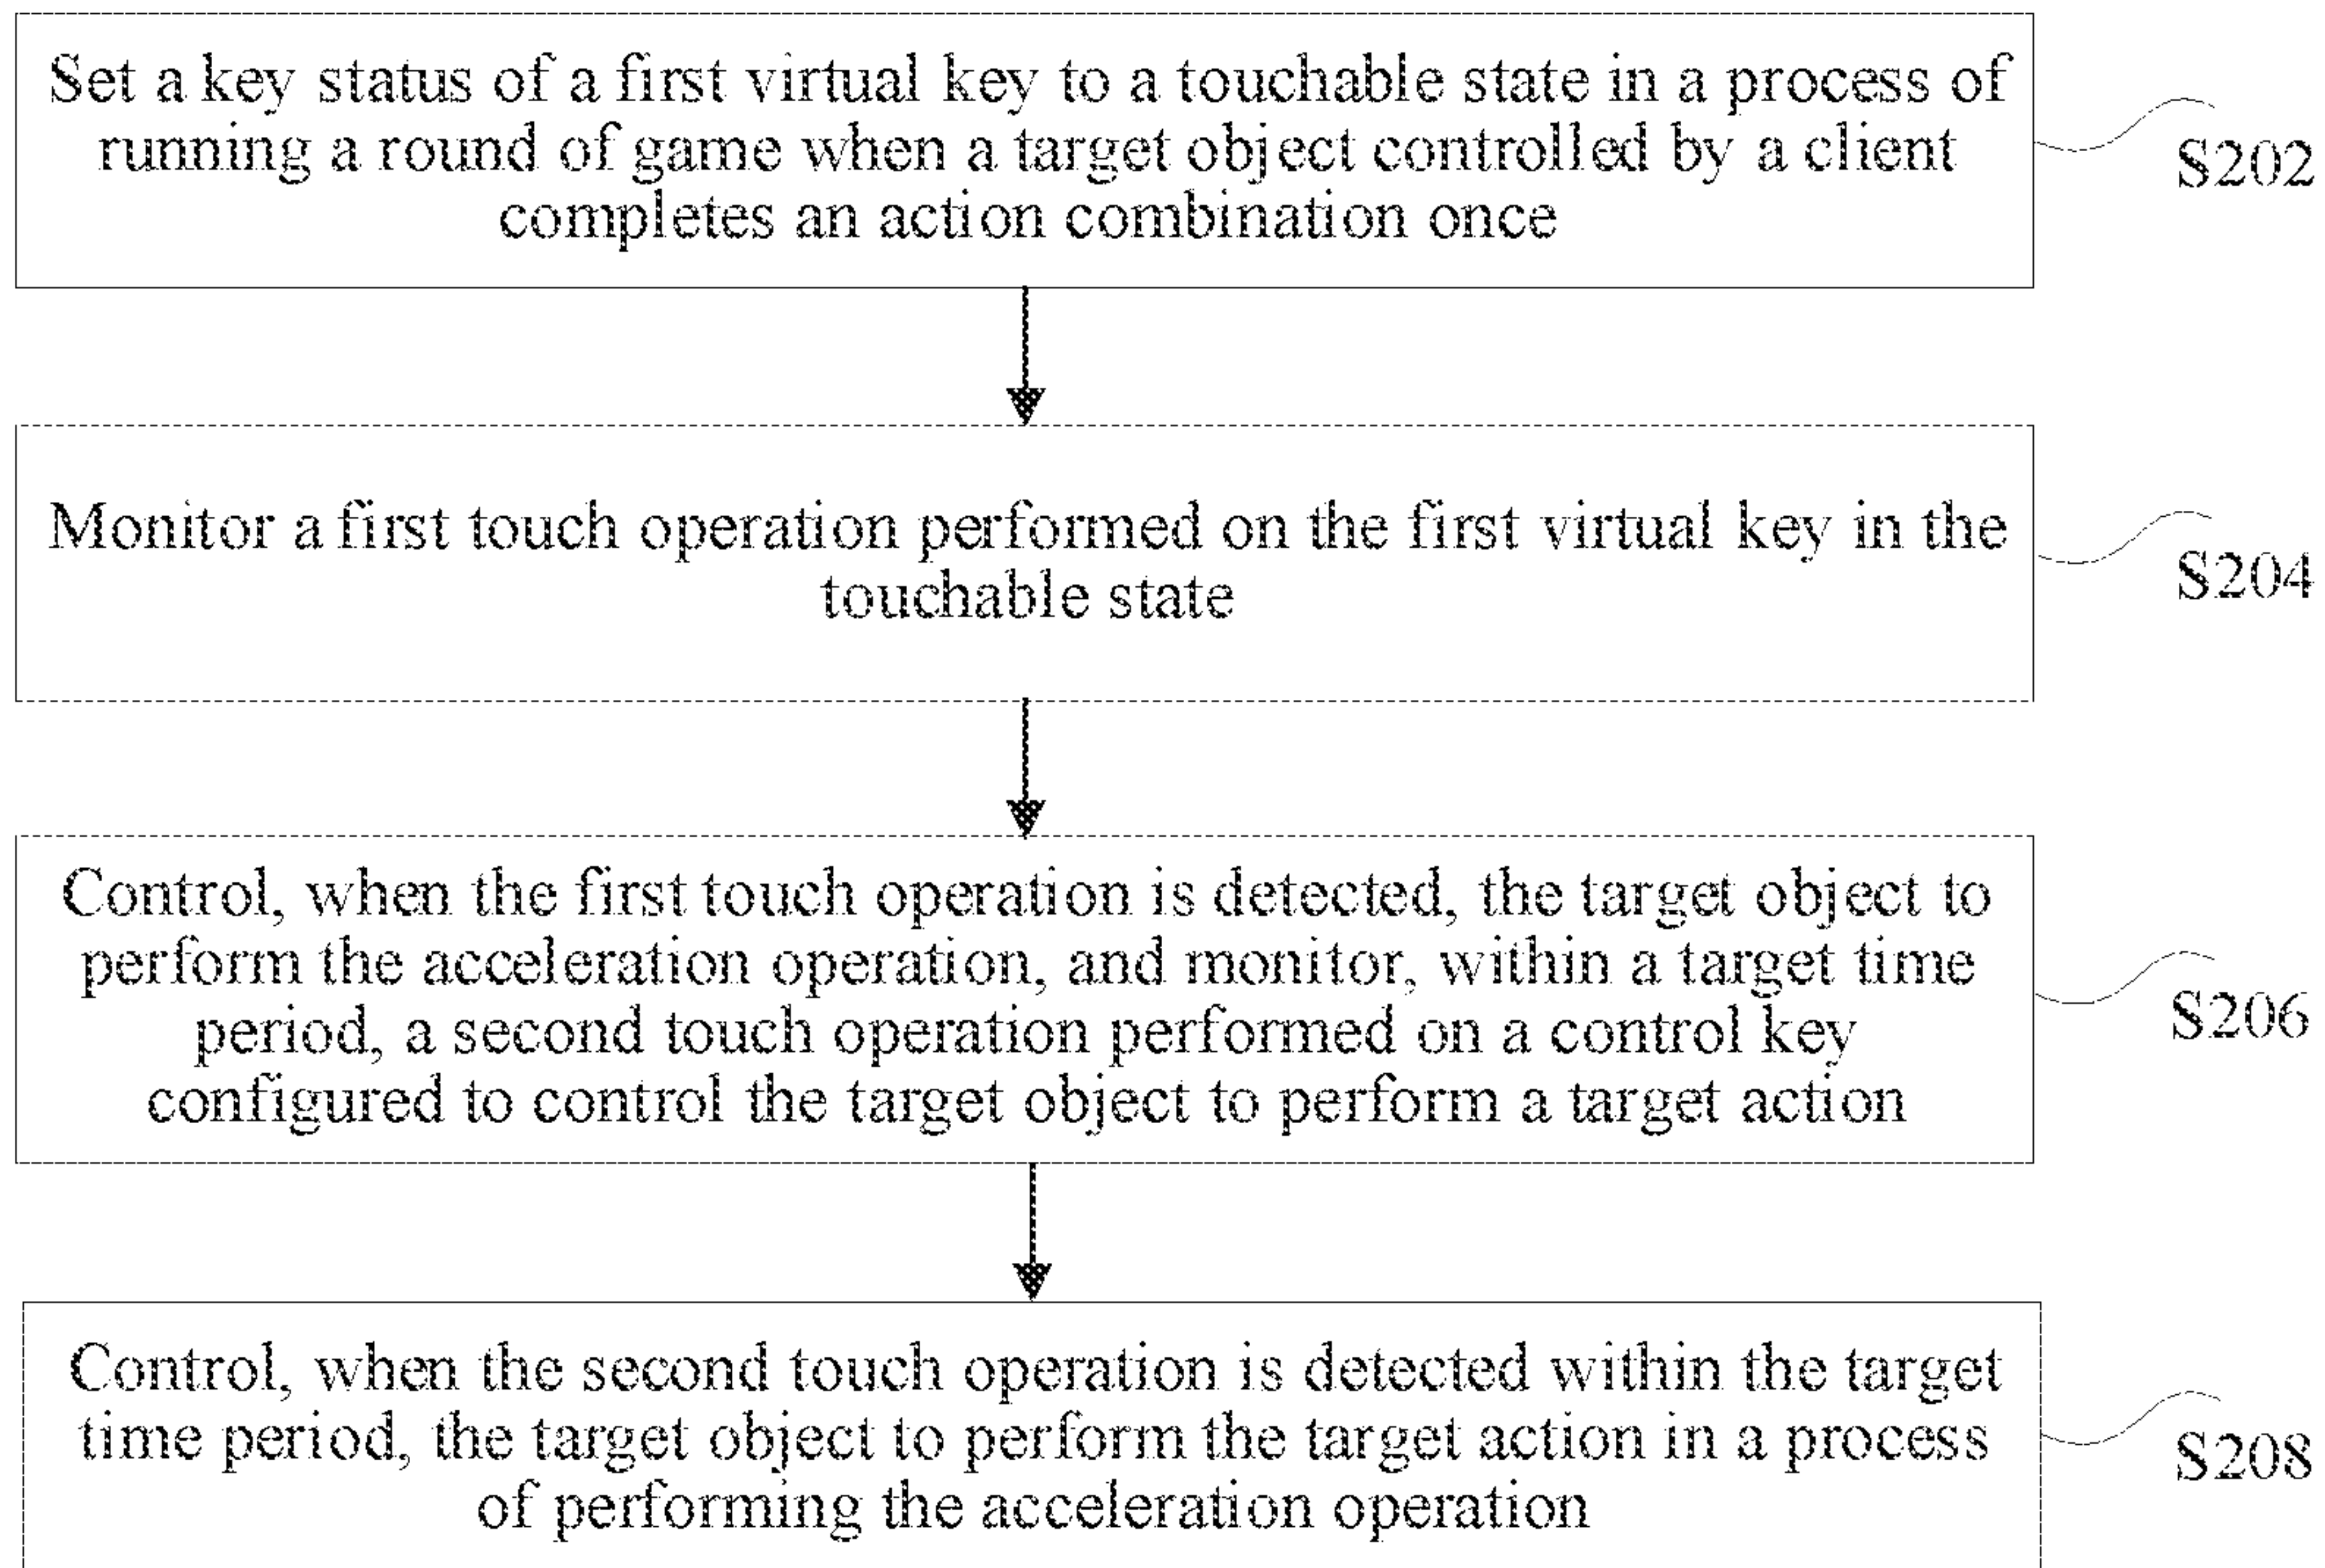 Set a key status of a first virtual key to a touchable state in a process of
running a round of game when a target object controlled by a client
completes an action combination once
S202
Monitor a first touch operation performed on the first virtual key in the
touchable state
S204
Control, when the first touch operation is detected, the target object to
perform the acceleration operation, and monitor, within a target time
period, a second touch operation performed on a control key
configured to control the target object to perform a target action
S206
Control, when the second touch operation is detected within the target
time period, the target object to perform the target action in a process
of performing the acceleration operation
S208